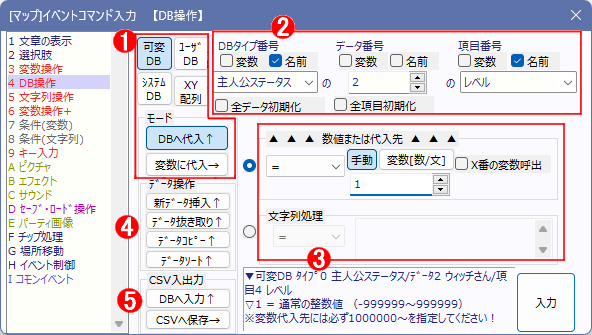 [マップ]イベントコマンド入力　【DB操作】
1 文章の表示
2 選択肢
3 変数操作
4 DB操作
5 文字列操作
6 変数操作+
7 条件(変数)
8 条件(文字列)
9 キー入力
A ピクチャ
B エフェクト
C サウンド
D セーブ・ロード操作
E パーティ画像
F チップ処理
G 場所移動
H イベント制御
I コモンイベント
1
可変DB
ユーザDB
システムDB
XY配列
モード
DBへ代入↑
変数に代入→
4
データ操作
新データ挿入↑
データ抜き取り↑
データコピー↑
データソート↑
5
CSV入出力
DBへ入力↑
CSVへ保存→
2
DBタイプ番号 データ番号 項目番号
変数 名前 変数 名前 変数 名前
主人公ステータス の 2 の レベル
全データ初期化 全項目初期化
▲ ▲ ▲ 数値または代入先 ▲ ▲ ▲
= 手動 変数[数/文] X番の変数呼出
1
文字列処理
=
3
▼可変DB タイプ0 主人公ステータス/データ2 ウィッチさん/項
目4 レベル
▽1 = 通常の整数値 （-999999～999999）
※変数代入先には必ず1000000～を指定してください！
入力